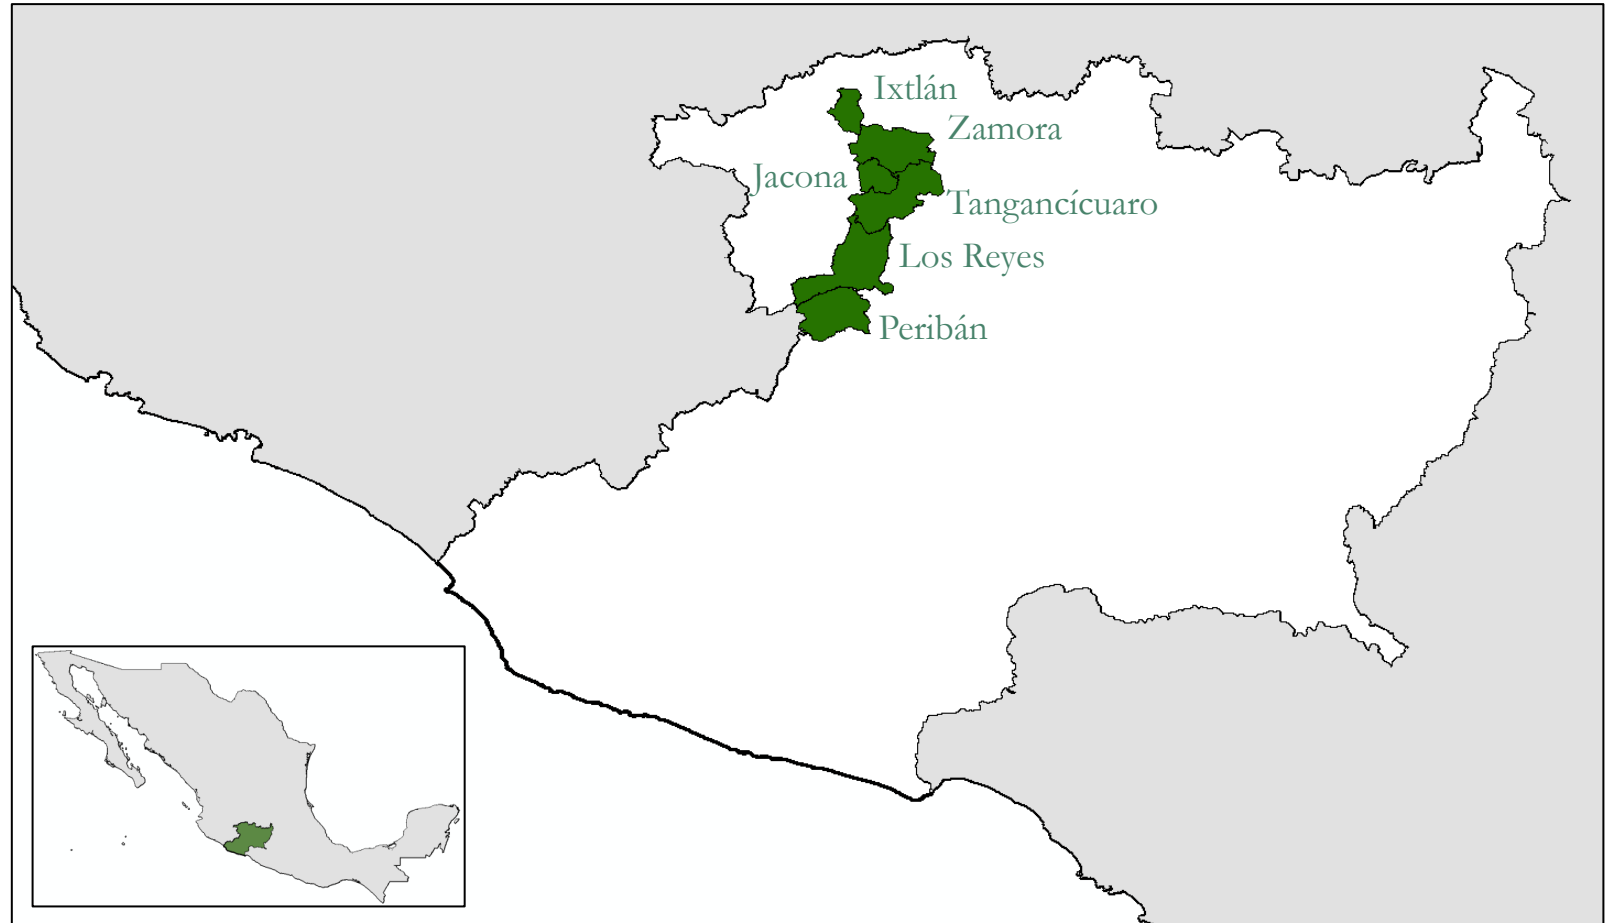 Ixtlán
Zamora
Jacona
Tangancícuaro
Los Reyes
Peribán